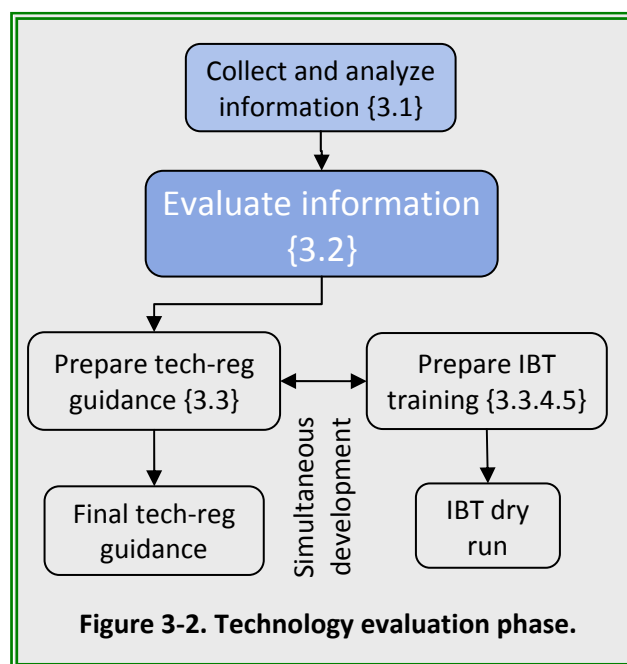 Collect and analyze
information {3.1}
Evaluate information
{3.2}
Prepare tech-reg
guidance {3.3}
Simultaneous
development
Prepare IBT
training {3.3.4.5}
Final tech-reg
guidance
IBT dry
run
Figure 3-2. Technology evaluation phase.